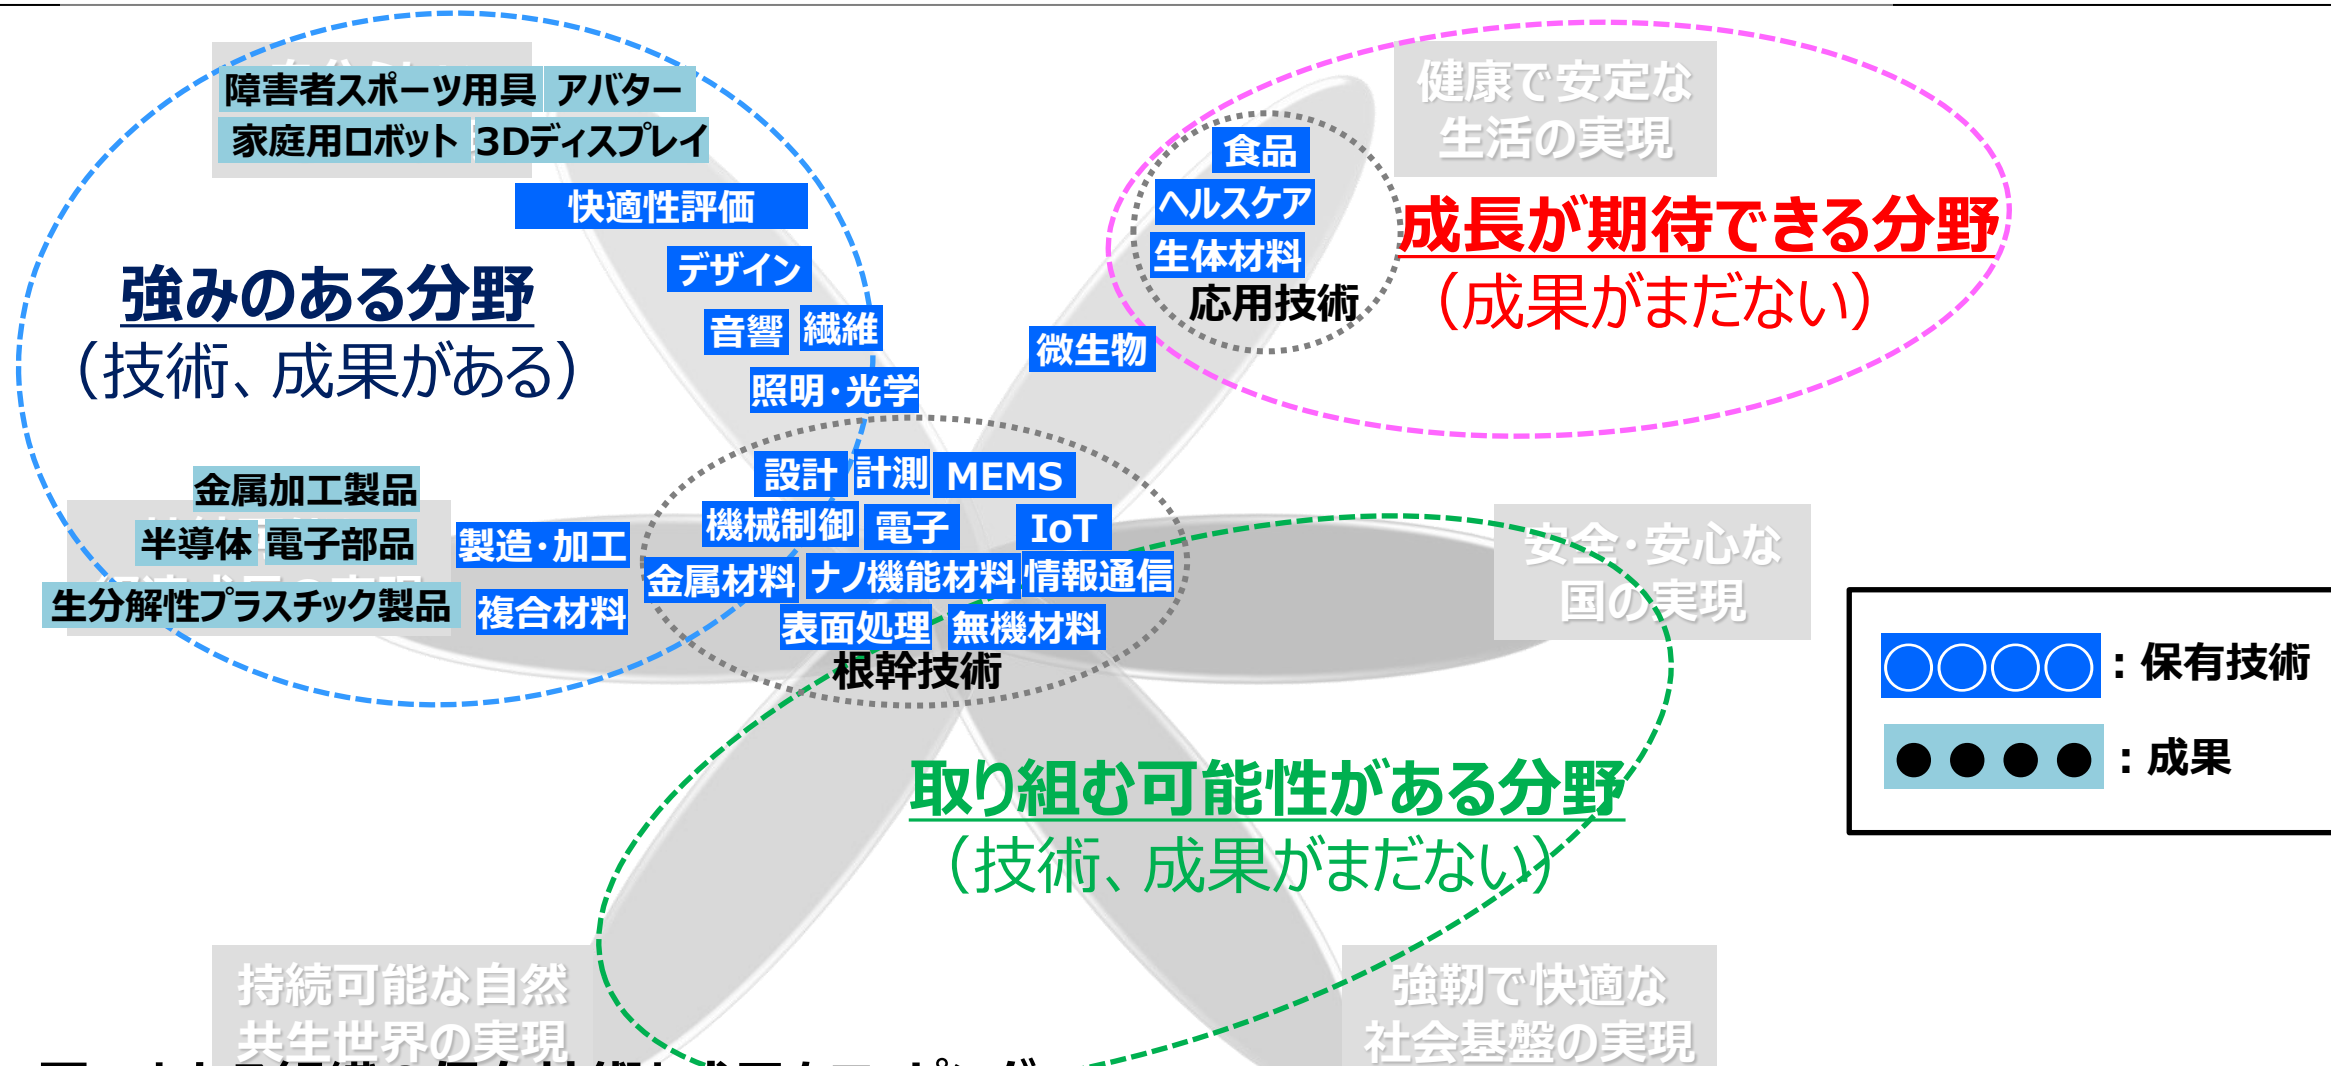 障害者スポーツ用具 アバター
家庭用ロボット 3Dディスプレイ
快適性評価
デザイン
音響 繊維
照明・光学
強みのある分野
（技術、成果がある）
健康で安定な
生活の実現
食品
ヘルスケア
生体材料
応用技術
微生物
成長が期待できる分野
（成果がまだない）
金属加工製品
半導体 電子部品
生分解性プラスチック製品
製造・加工
複合材料
設計 計測 MEMS
機械制御 電子 IoT
金属材料 ナノ機能材料 情報通信
表面処理 無機材料
根幹技術
安全・安心な
国の実現
取り組む可能性がある分野
（技術、成果がまだない）
○○○○：保有技術
●●●●：成果
持続可能な自然
共生世界の実現
強靭で快適な
社会基盤の実現